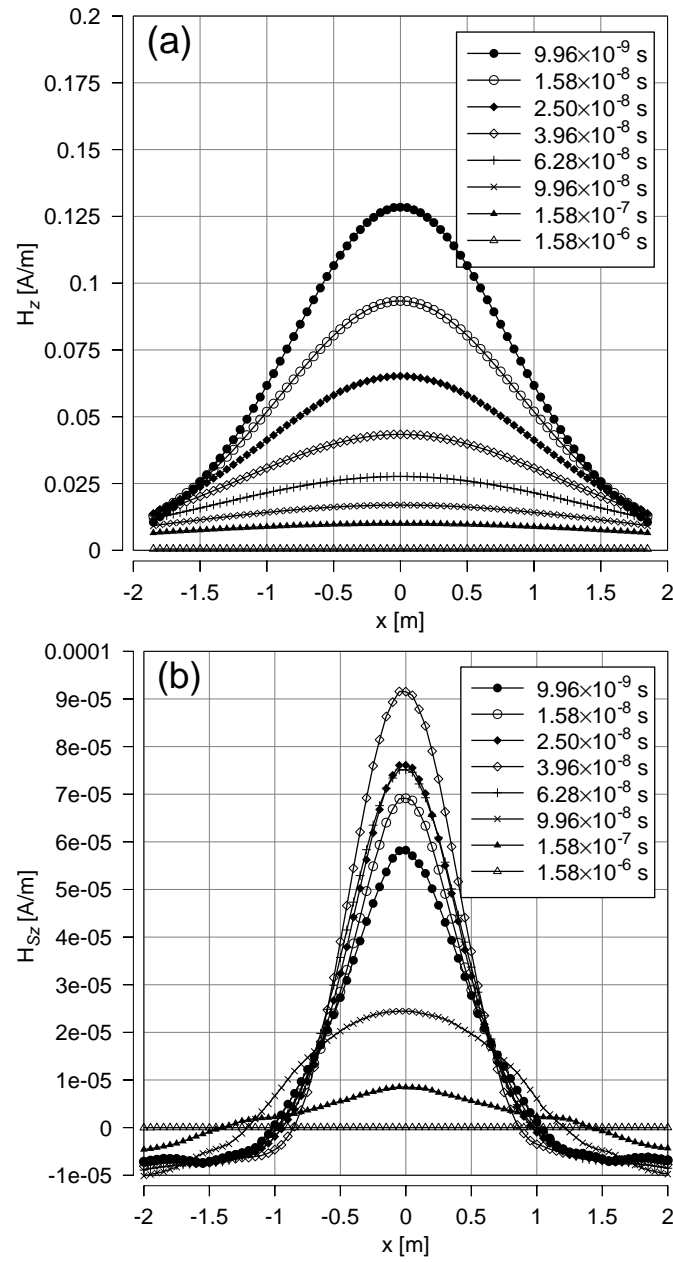 (a)
0.2
0.175
0.15
0.125
0.1
0.075
0.05
0.025
0
H_z [A/m]
9.96×10^-9 s
1.58×10^-8 s
2.50×10^-8 s
3.96×10^-8 s
6.28×10^-8 s
9.96×10^-8 s
1.58×10^-7 s
1.58×10^-6 s
-2 -1.5 -1 -0.5 0 0.5 1 1.5 2
x [m]
(b)
0.0001
9e-05
8e-05
7e-05
6e-05
5e-05
4e-05
3e-05
2e-05
1e-05
0
-1e-05
H_Sz [A/m]
9.96×10^-9 s
1.58×10^-8 s
2.50×10^-8 s
3.96×10^-8 s
6.28×10^-8 s
9.96×10^-8 s
1.58×10^-7 s
1.58×10^-6 s
-2 -1.5 -1 -0.5 0 0.5 1 1.5 2
x [m]